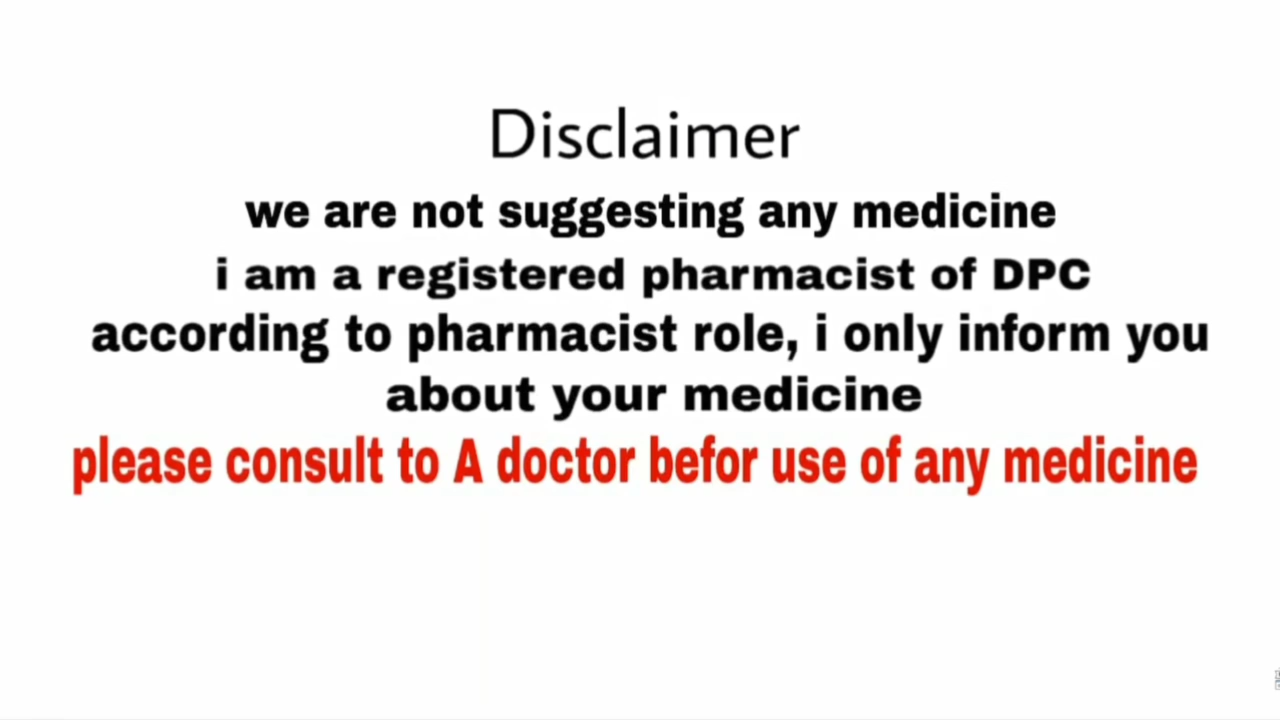 Disclaimer
we are not suggesting any medicine
i am a registered pharmacist of DPC
according to pharmacist role, i only inform you
about your medicine
please consult to A doctor befor use of any medicine